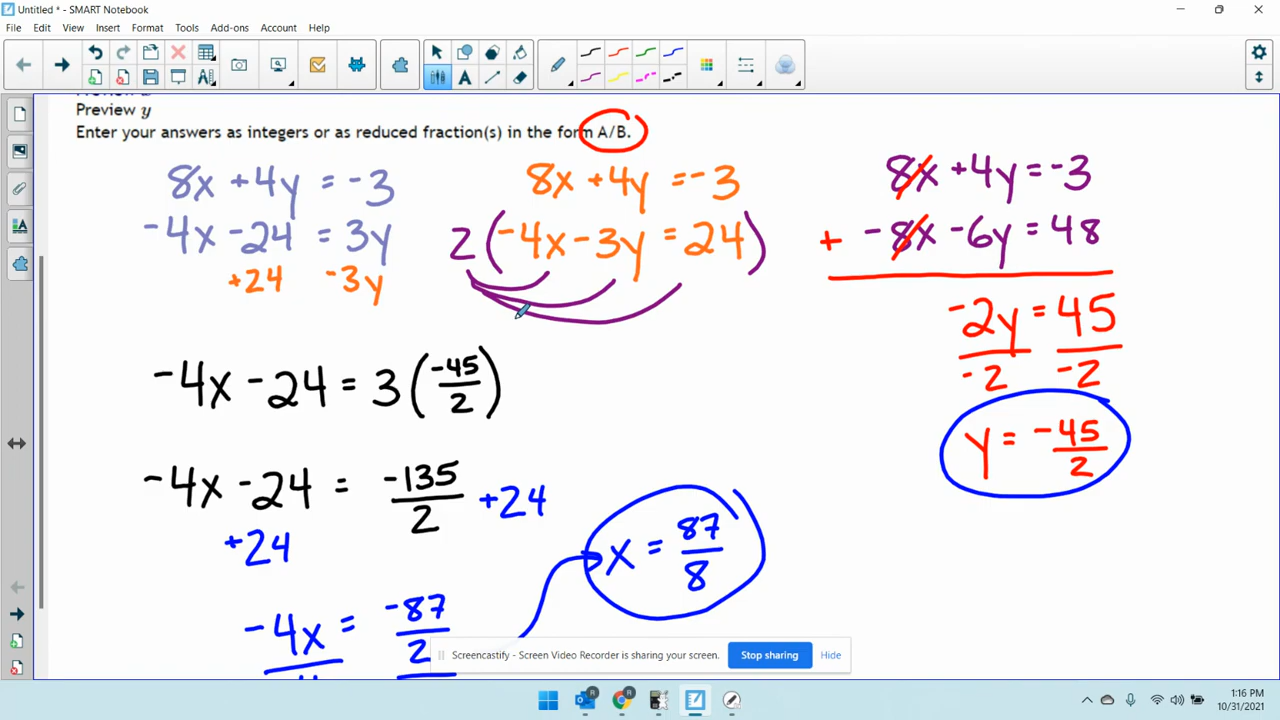 Untitled * - SMART Notebook
File Edit View Insert Format Tools Add-ons Account Help
Preview y
Enter your answers as integers or as reduced fraction(s) in the form A/B.
8x + 4y = -3
-4x - 24 = 3y
+24 -3y
8x + 4y = -3
2 ( -4x - 3y = 24 )
8x + 4y = -3
+ -8x - 6y = 48
-2y = 45
-2 -2
y = -45/2
-4x - 24 = 3 ( -45/2 )
-4x - 24 = -135/2 +24
+24
-4x = -87/2
x = 87/8
Screencastify - Screen Video Recorder is sharing your screen. Stop sharing Hide
1:16 PM
10/31/2021